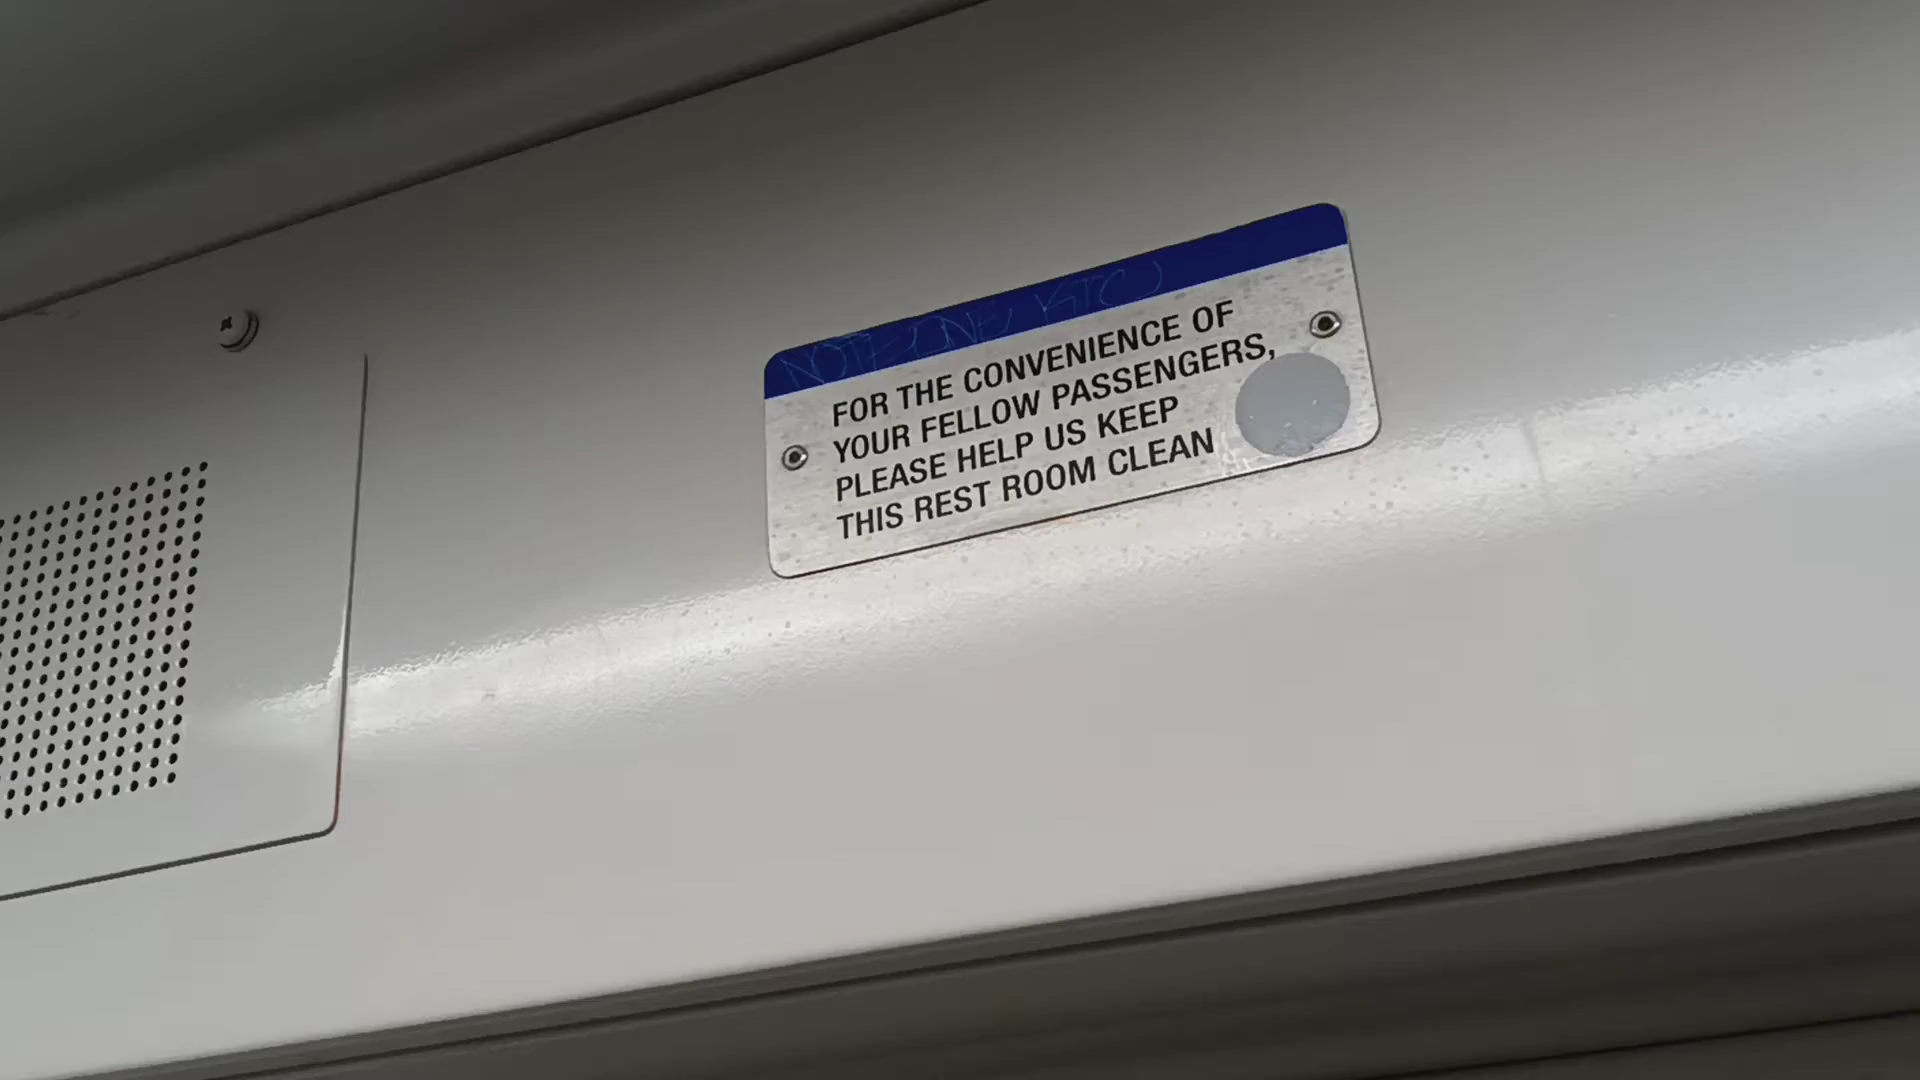 FOR THE CONVENIENCE OF
YOUR FELLOW PASSENGERS,
PLEASE HELP US KEEP
THIS REST ROOM CLEAN